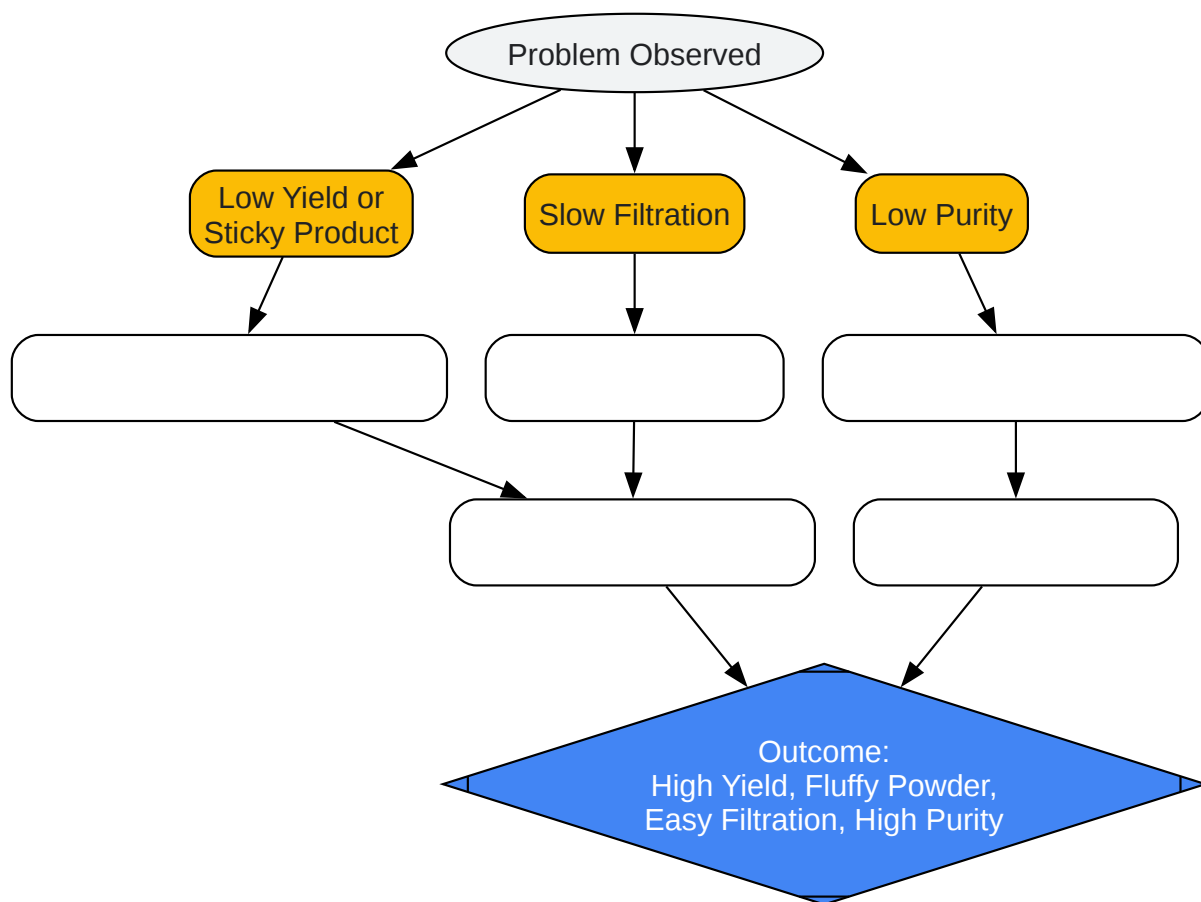 Problem Observed
Low Yield or
Sticky Product
Slow Filtration
Low Purity
Outcome:
High Yield, Fluffy Powder,
Easy Filtration, High Purity